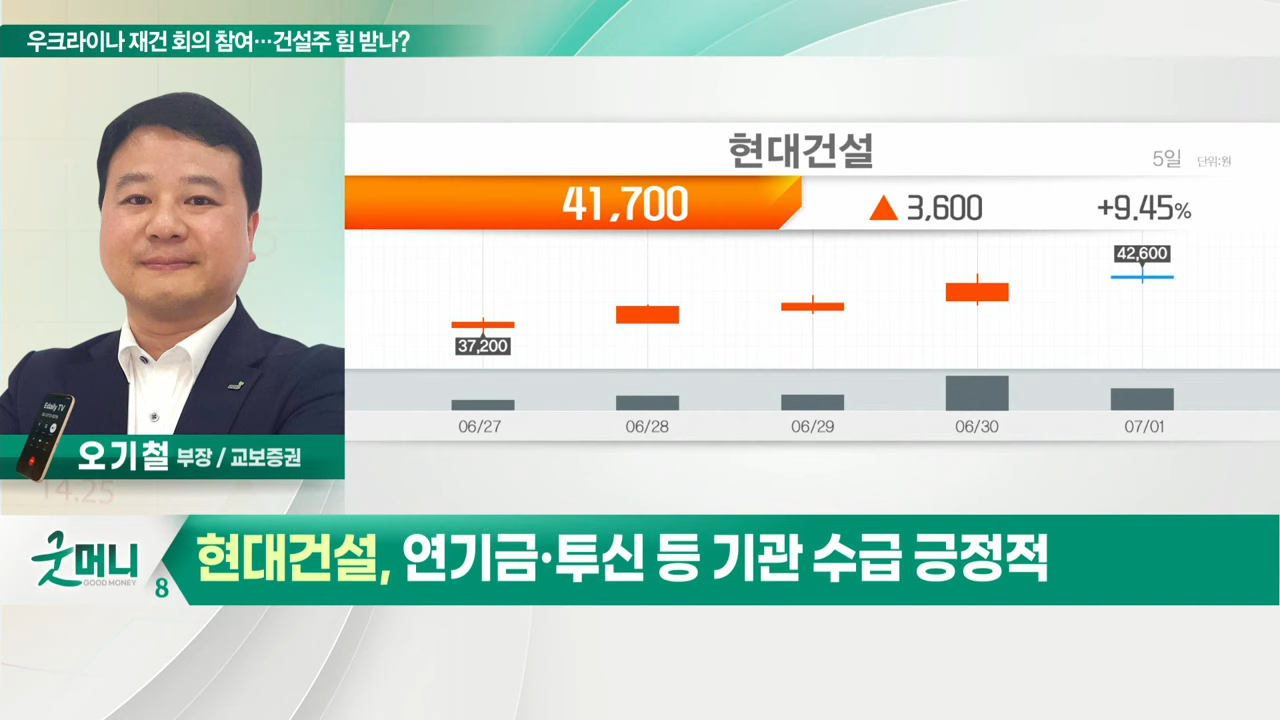 우크라이나 재건 회의 참여…건설주 힘 받나?
현대건설
5일 단위:원
41,700 ▲ 3,600 +9.45%
42,600
37,200
06/27 06/28 06/29 06/30 07/01
Edaily TV
오기철 부장 / 교보증권
14.25
굿머니
GOOD MONEY
8
현대건설, 연기금·투신 등 기관 수급 긍정적